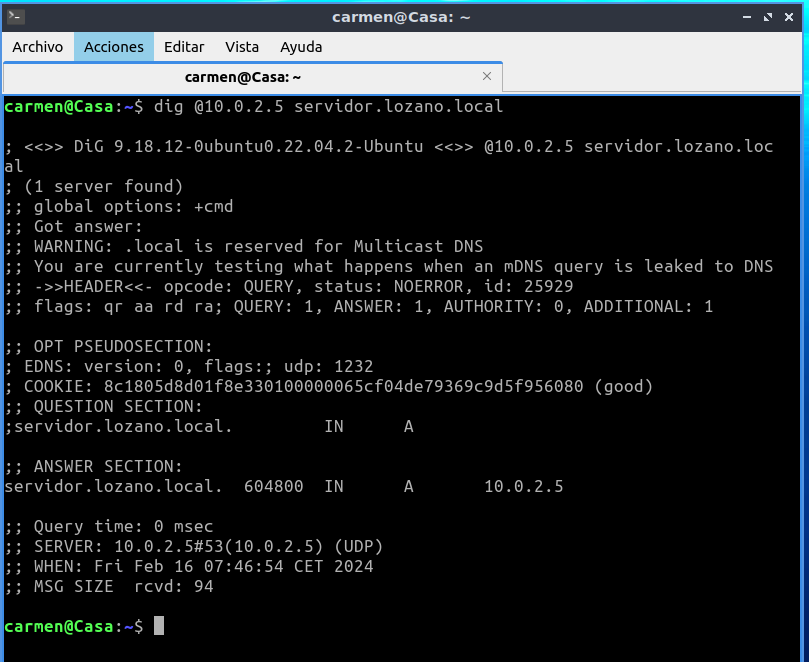 carmen@Casa: ~
Archivo Acciones Editar Vista Ayuda
carmen@Casa: ~
carmen@Casa:~$ dig @10.0.2.5 servidor.lozano.local

; <<>> DiG 9.18.12-0ubuntu0.22.04.2-Ubuntu <<>> @10.0.2.5 servidor.lozano.loc
al
; (1 server found)
;; global options: +cmd
;; Got answer:
;; WARNING: .local is reserved for Multicast DNS
;; You are currently testing what happens when an mDNS query is leaked to DNS
;; ->>HEADER<<- opcode: QUERY, status: NOERROR, id: 25929
;; flags: qr aa rd ra; QUERY: 1, ANSWER: 1, AUTHORITY: 0, ADDITIONAL: 1

;; OPT PSEUDOSECTION:
; EDNS: version: 0, flags:; udp: 1232
; COOKIE: 8c1805d8d01f8e330100000065cf04de79369c9d5f956080 (good)
;; QUESTION SECTION:
;servidor.lozano.local.		IN	A

;; ANSWER SECTION:
servidor.lozano.local.	604800	IN	A	10.0.2.5

;; Query time: 0 msec
;; SERVER: 10.0.2.5#53(10.0.2.5) (UDP)
;; WHEN: Fri Feb 16 07:46:54 CET 2024
;; MSG SIZE  rcvd: 94

carmen@Casa:~$